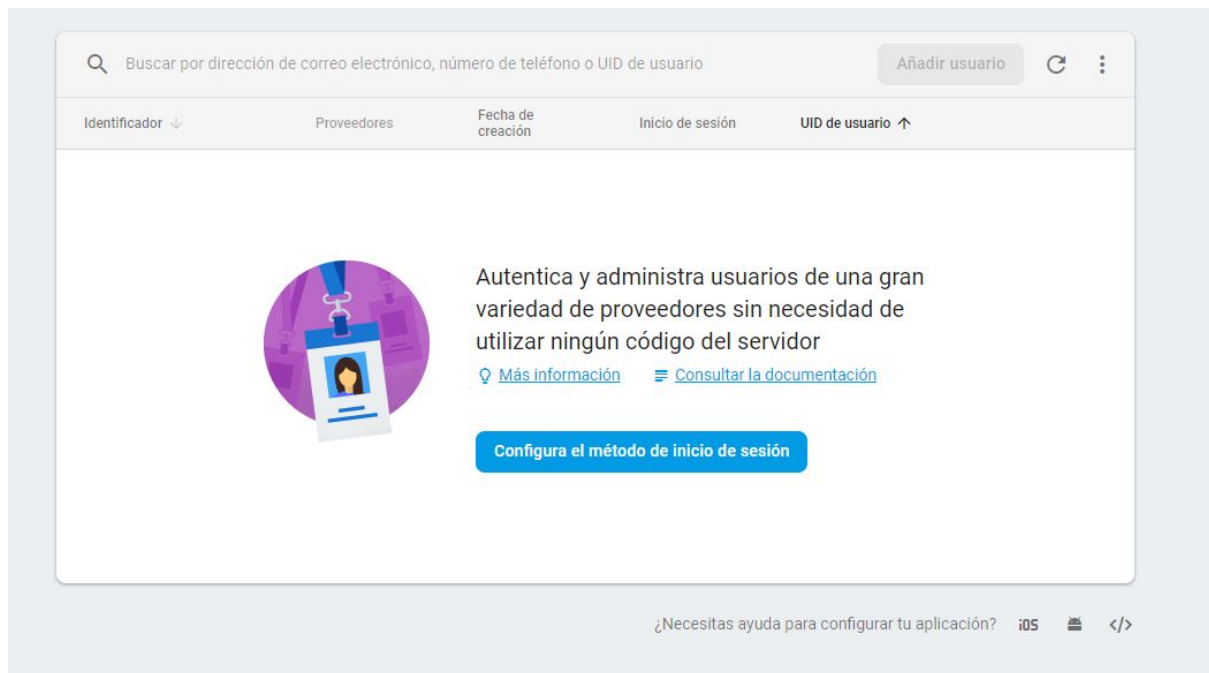 Buscar por dirección de correo electrónico, número de teléfono o UID de usuario
Añadir usuario
Identificador
Proveedores
Fecha de
creación
Inicio de sesión
UID de usuario
Autentica y administra usuarios de una gran
variedad de proveedores sin necesidad de
utilizar ningún código del servidor
Más información
Consultar la documentación
Configura el método de inicio de sesión
¿Necesitas ayuda para configurar tu aplicación?
iOS